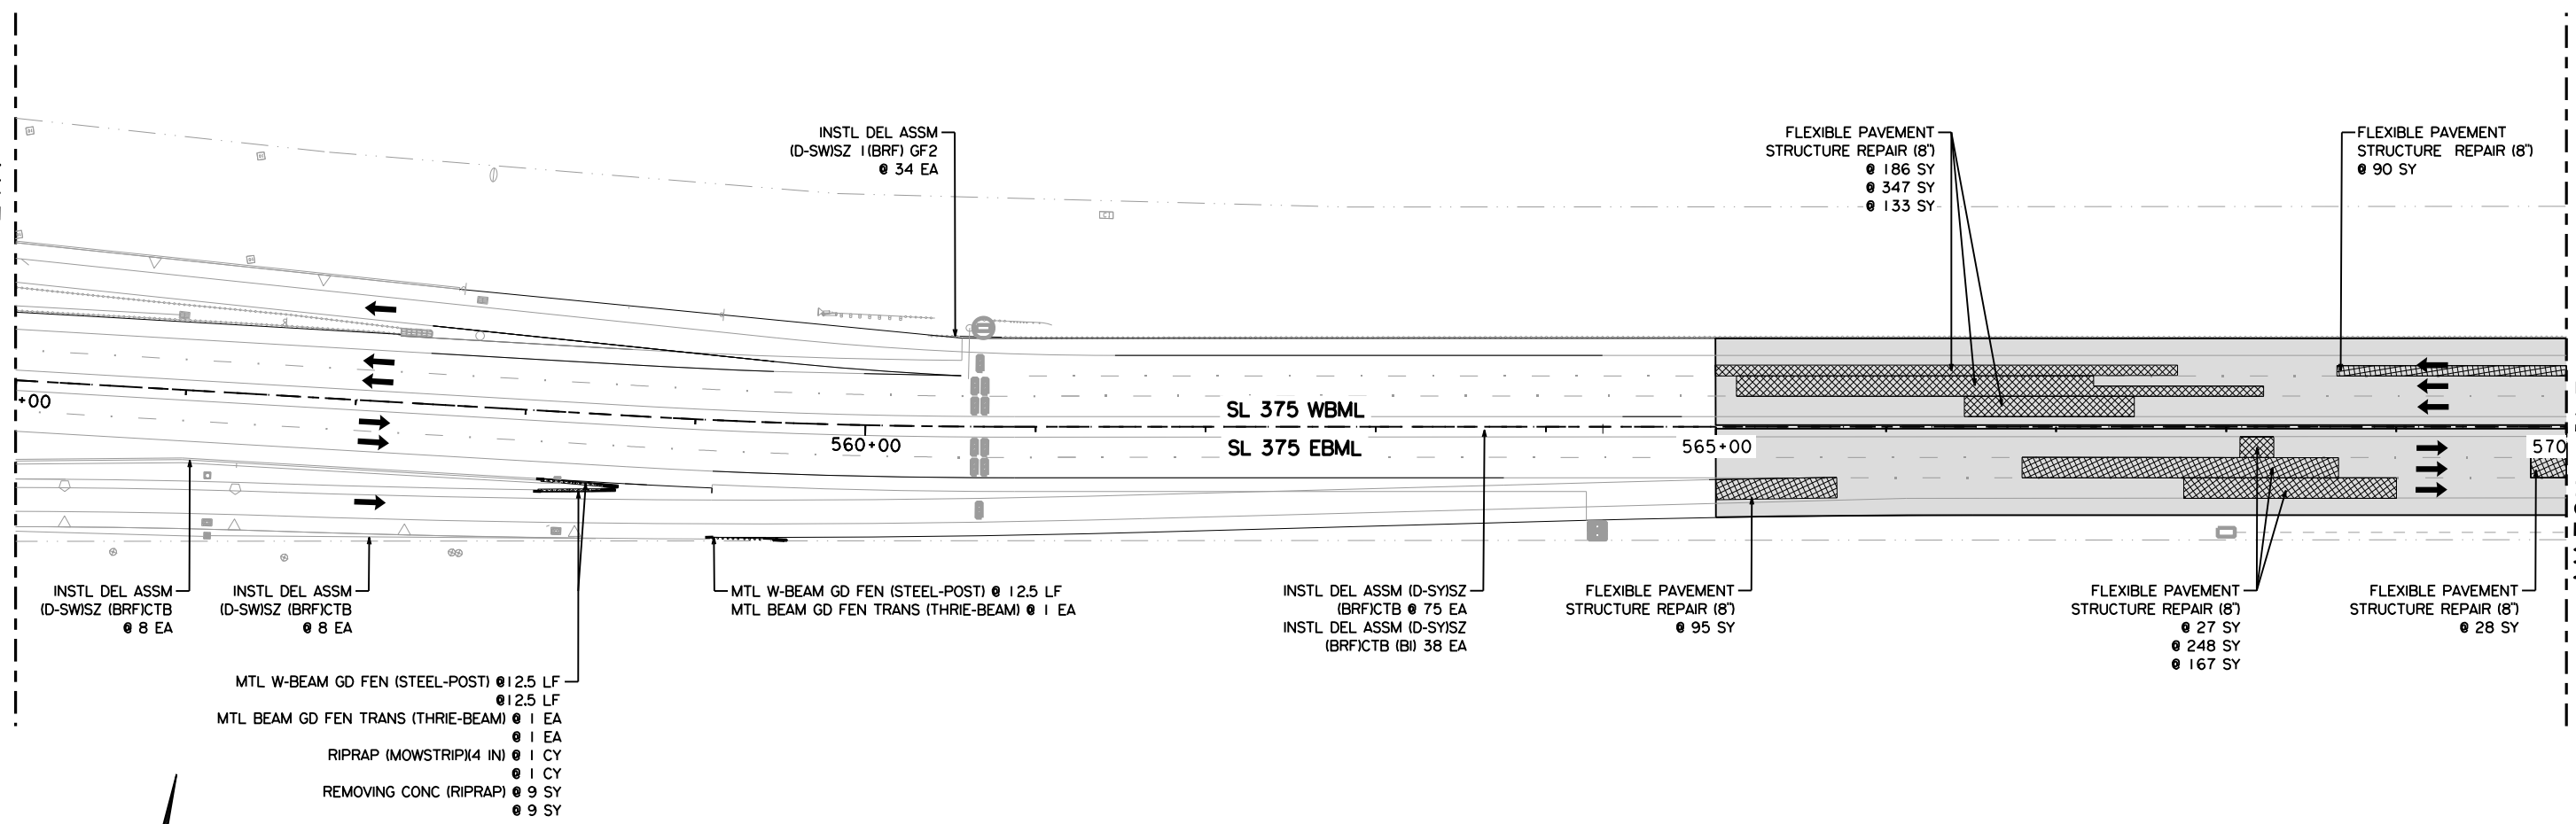 INSTL DEL ASSM
(D-SW)SZ 1(BRF) GF2
@ 34 EA
FLEXIBLE PAVEMENT
STRUCTURE REPAIR (8")
@ 186 SY
@ 347 SY
@ 133 SY
FLEXIBLE PAVEMENT
STRUCTURE REPAIR (8")
@ 90 SY
+00
SL 375 WBML
560+00
SL 375 EBML
565+00
570
INSTL DEL ASSM
(D-SW)SZ (BRF)CTB
@ 8 EA
INSTL DEL ASSM
(D-SW)SZ (BRF)CTB
@ 8 EA
MTL W-BEAM GD FEN (STEEL-POST) @ 12.5 LF
MTL BEAM GD FEN TRANS (THRIE-BEAM) @ 1 EA
INSTL DEL ASSM (D-SY)SZ
(BRF)CTB @ 75 EA
INSTL DEL ASSM (D-SY)SZ
(BRF)CTB (BI) 38 EA
FLEXIBLE PAVEMENT
STRUCTURE REPAIR (8")
@ 95 SY
FLEXIBLE PAVEMENT
STRUCTURE REPAIR (8")
@ 27 SY
@ 248 SY
@ 167 SY
FLEXIBLE PAVEMENT
STRUCTURE REPAIR (8")
@ 28 SY
MTL W-BEAM GD FEN (STEEL-POST) @12.5 LF
@12.5 LF
MTL BEAM GD FEN TRANS (THRIE-BEAM) @ 1 EA
@ 1 EA
RIPRAP (MOWSTRIP)(4 IN) @ 1 CY
@ 1 CY
REMOVING CONC (RIPRAP) @ 9 SY
@ 9 SY